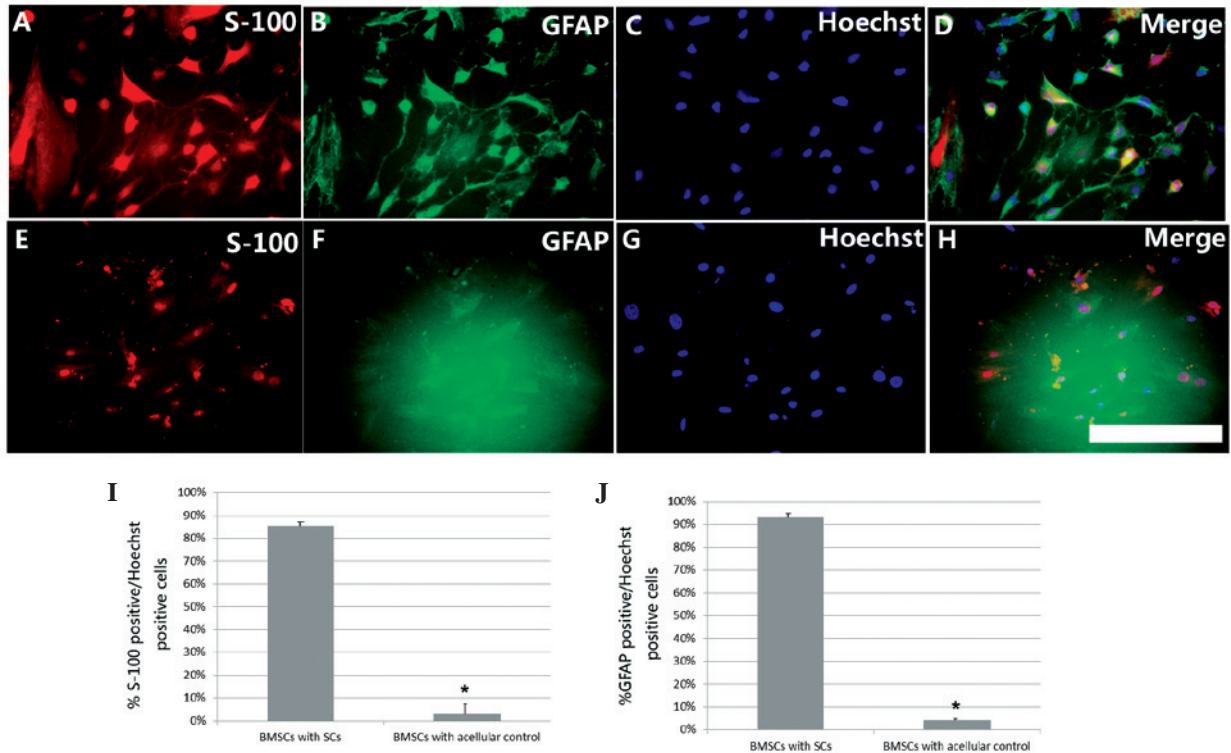 A S-100 B GFAP C Hoechst D Merge
E S-100 F GFAP G Hoechst H Merge
I
% S-100 positive/Hoechst
positive cells
100%
90%
80%
70%
60%
50%
40%
30%
20%
10%
0%
*
BMSCs with SCs BMSCs with acellular control
J
%GFAP positive/Hoechst
positive cells
100%
90%
80%
70%
60%
50%
40%
30%
20%
10%
0%
*
BMSCs with SCs BMSCs with acellular control